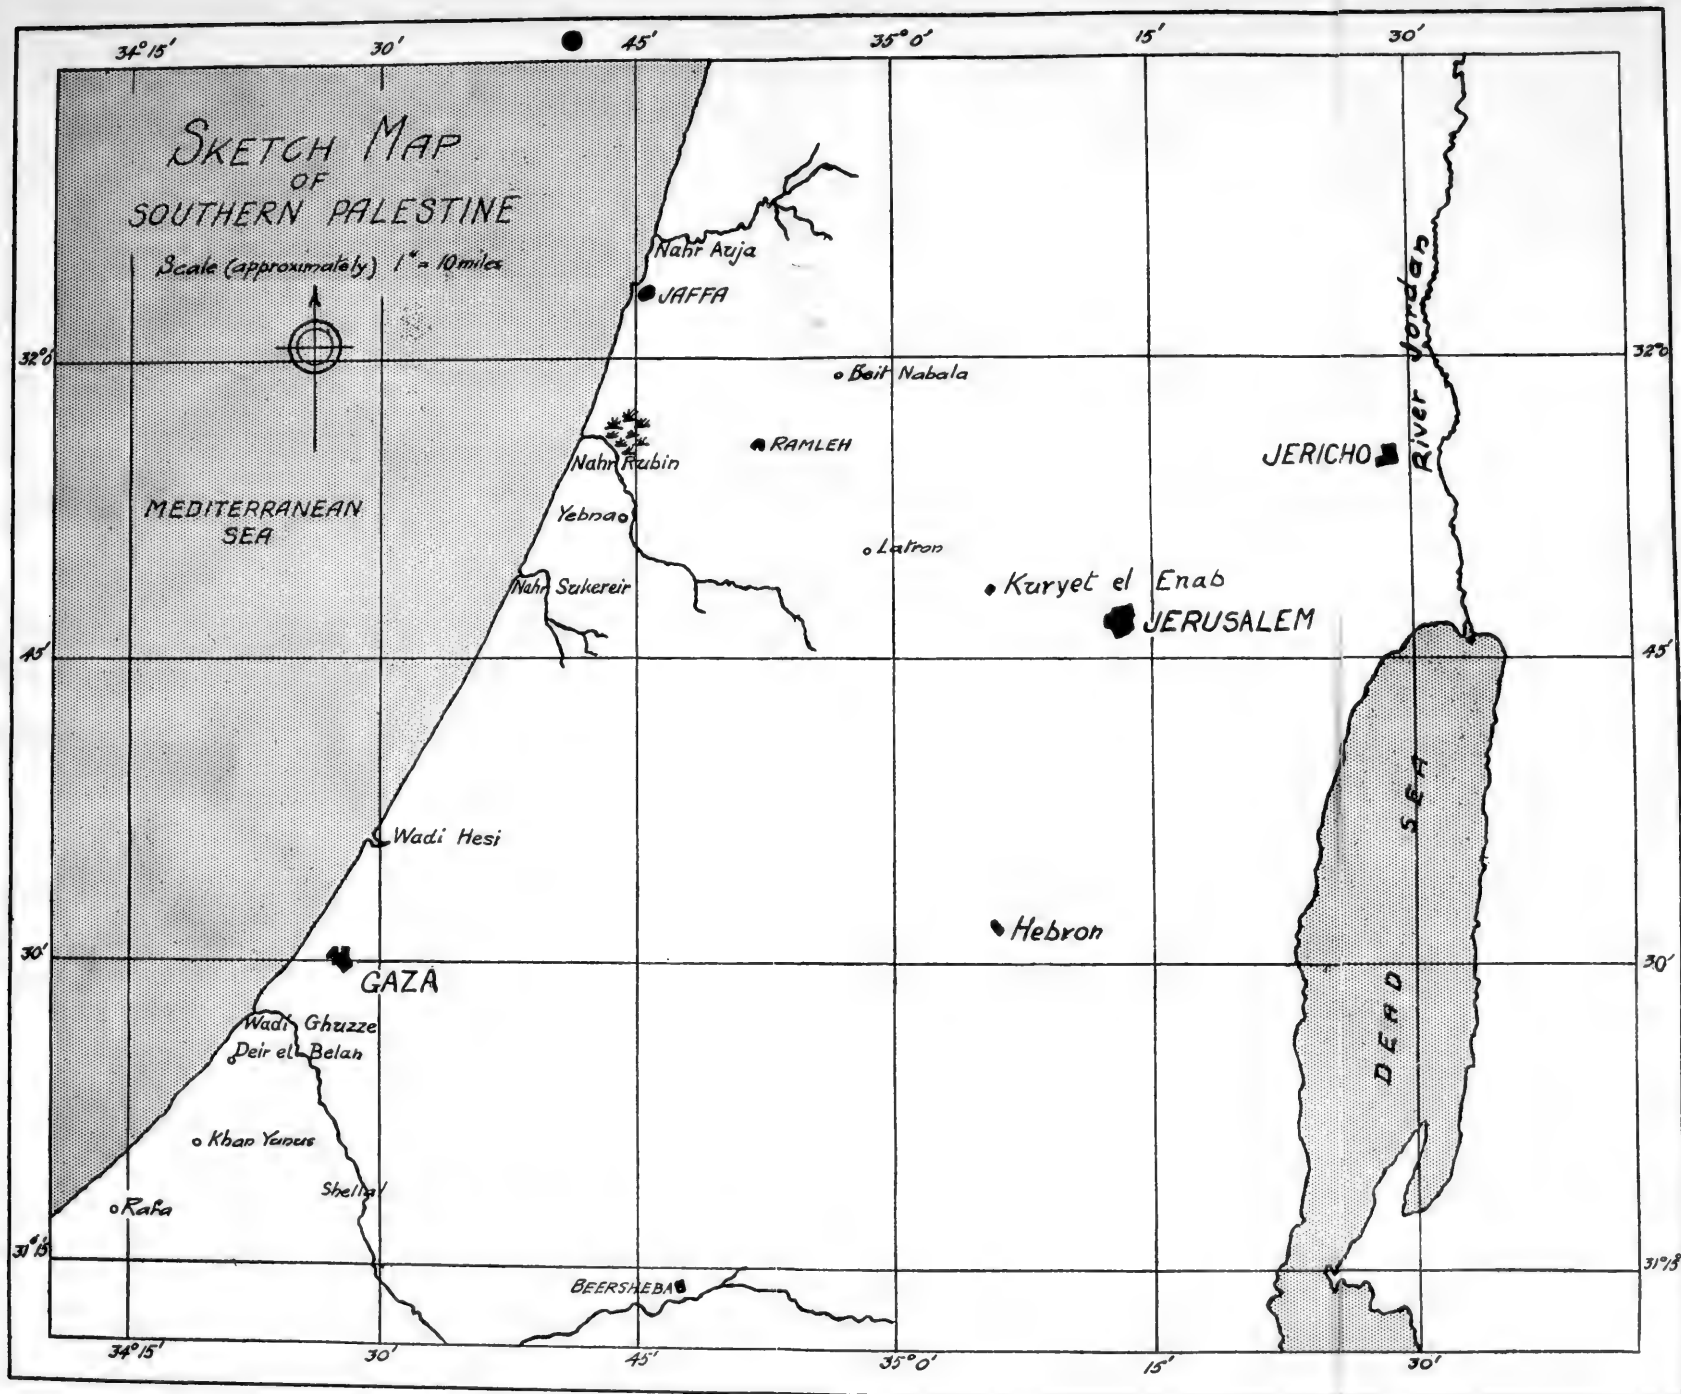 34°15' 30' 45' 35°0' 15' 30'
SKETCH MAP
OF
SOUTHERN PALESTINE
Scale (approximately) 1" = 10 miles
Nahr Auja
JAFFA
River Jordan
32°0' 32°0'
Beit Nabala
RAMLEH
JERICHO
Nahr Rubin
MEDITERRANEAN
SEA
Yebna
Latron
Nahr Sukereir
Kuryet el Enab
JERUSALEM
45' 45'
DEAD SEA
Wadi Hesi
Hebron
30' 30'
GAZA
Wadi Ghuzze
Deir el Belah
Khan Yunus
Shellal
Rafa
31°15' 31°15'
BEERSHEBA
34°15' 30' 45' 35°0' 15' 30'